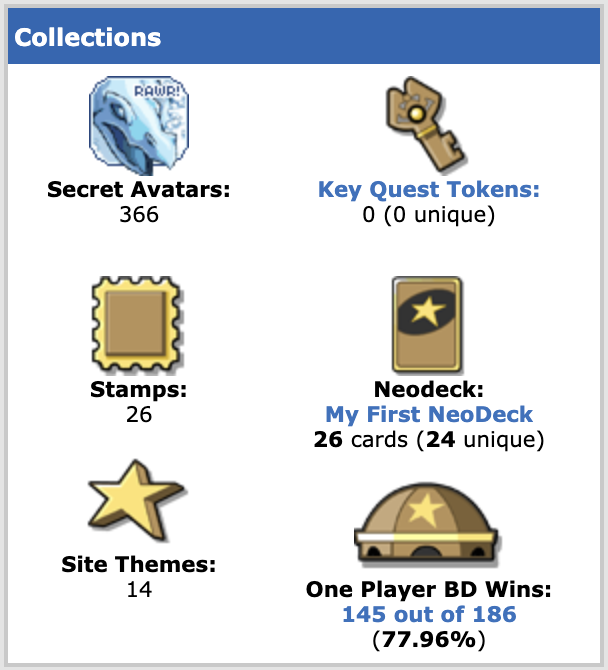 Collections
RAWR!
Secret Avatars:
366
Key Quest Tokens:
0 (0 unique)
Stamps:
26
Neodeck:
My First NeoDeck
26 cards (24 unique)
Site Themes:
14
One Player BD Wins:
145 out of 186
(77.96%)